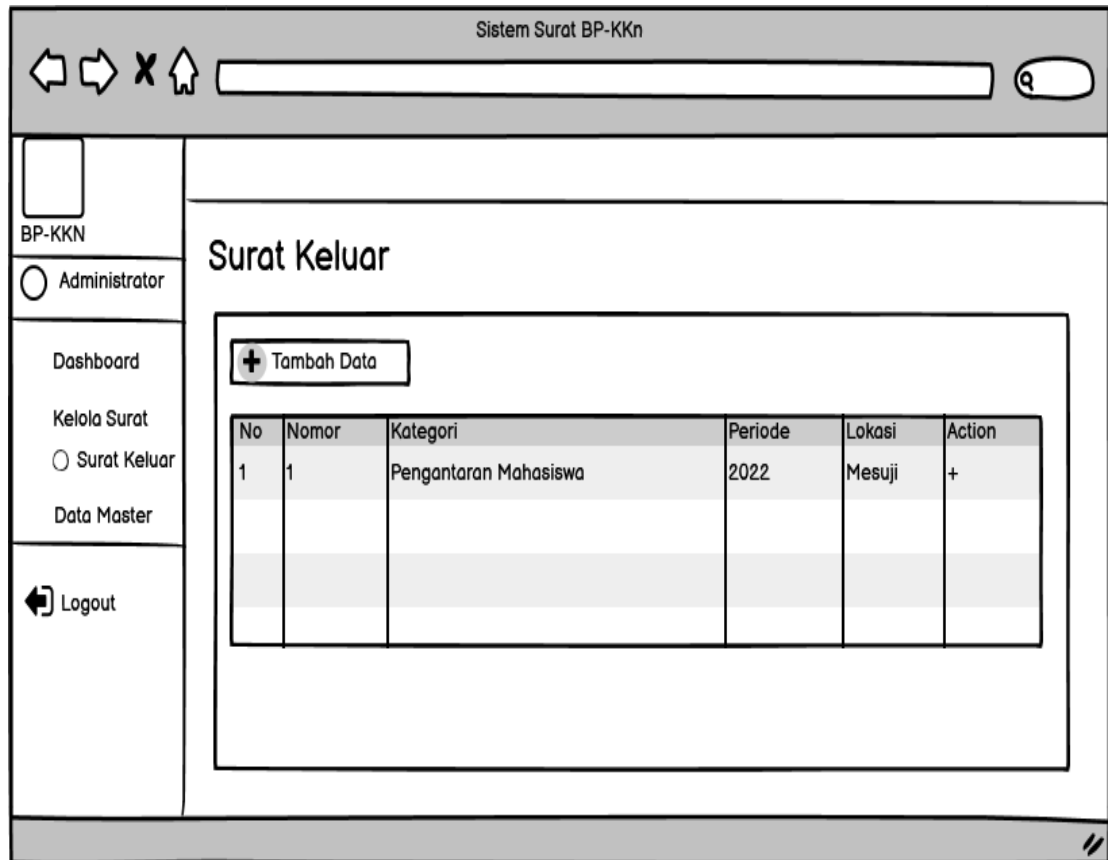 Sistem Surat BP-KKn
BP-KKN
Administrator
Dashboard
Kelola Surat
Surat Keluar
Data Master
Logout
Surat Keluar
+ Tambah Data
No Nomor Kategori Periode Lokasi Action
1 1 Pengantaran Mahasiswa 2022 Mesuji +